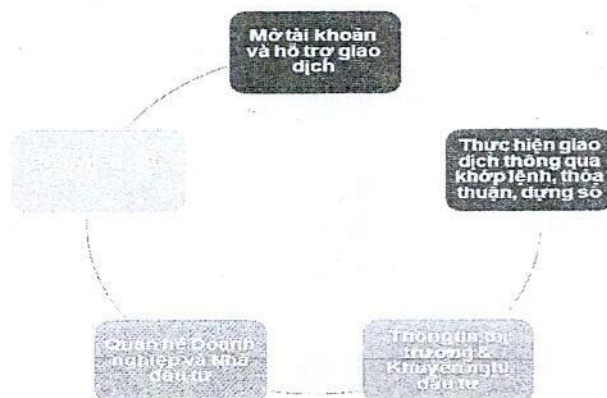 Mở tài khoản
và hỗ trợ giao
dịch
Thực hiện giao
dịch thông qua
khớp lệnh, thỏa
thuận, dựng sổ
Thông tin thị
trường &
Khuyến nghị
đầu tư
Quan hệ Doanh
nghiệp và Nhà
đầu tư